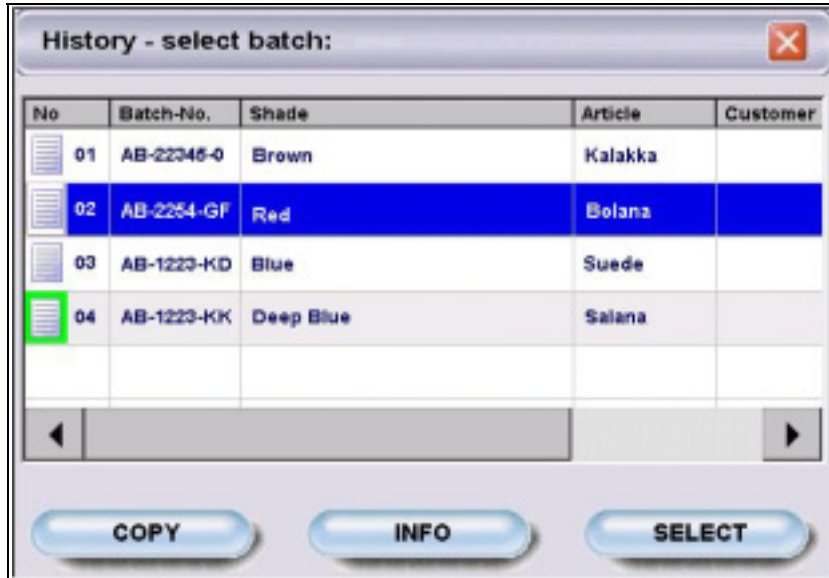 History - select batch:
No Batch-No. Shade Article Customer
01 AB-22345-0 Brown Kalakka
02 AB-2254-GF Red Bolana
03 AB-1223-KD Blue Suede
04 AB-1223-KK Deep Blue Salana
COPY INFO SELECT